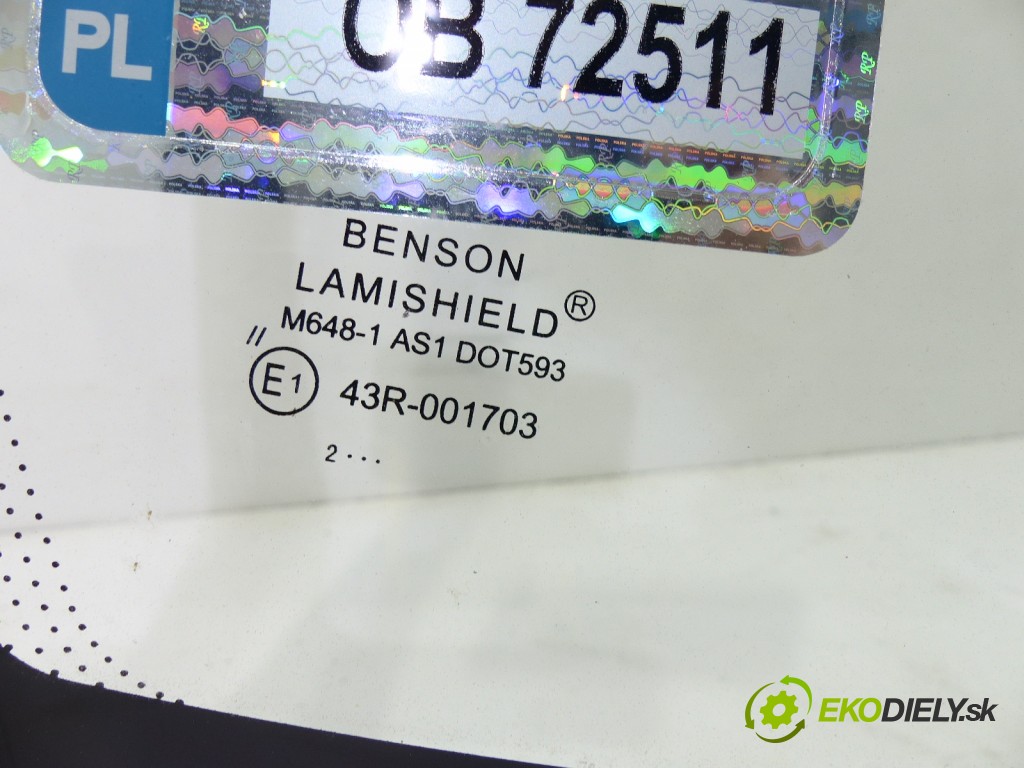 PL
72511
BENSON
LAMISHIELD®
M648-1 AS1 DOT593
//
E1 43R-001703
2 ...
EKODIELY.sk